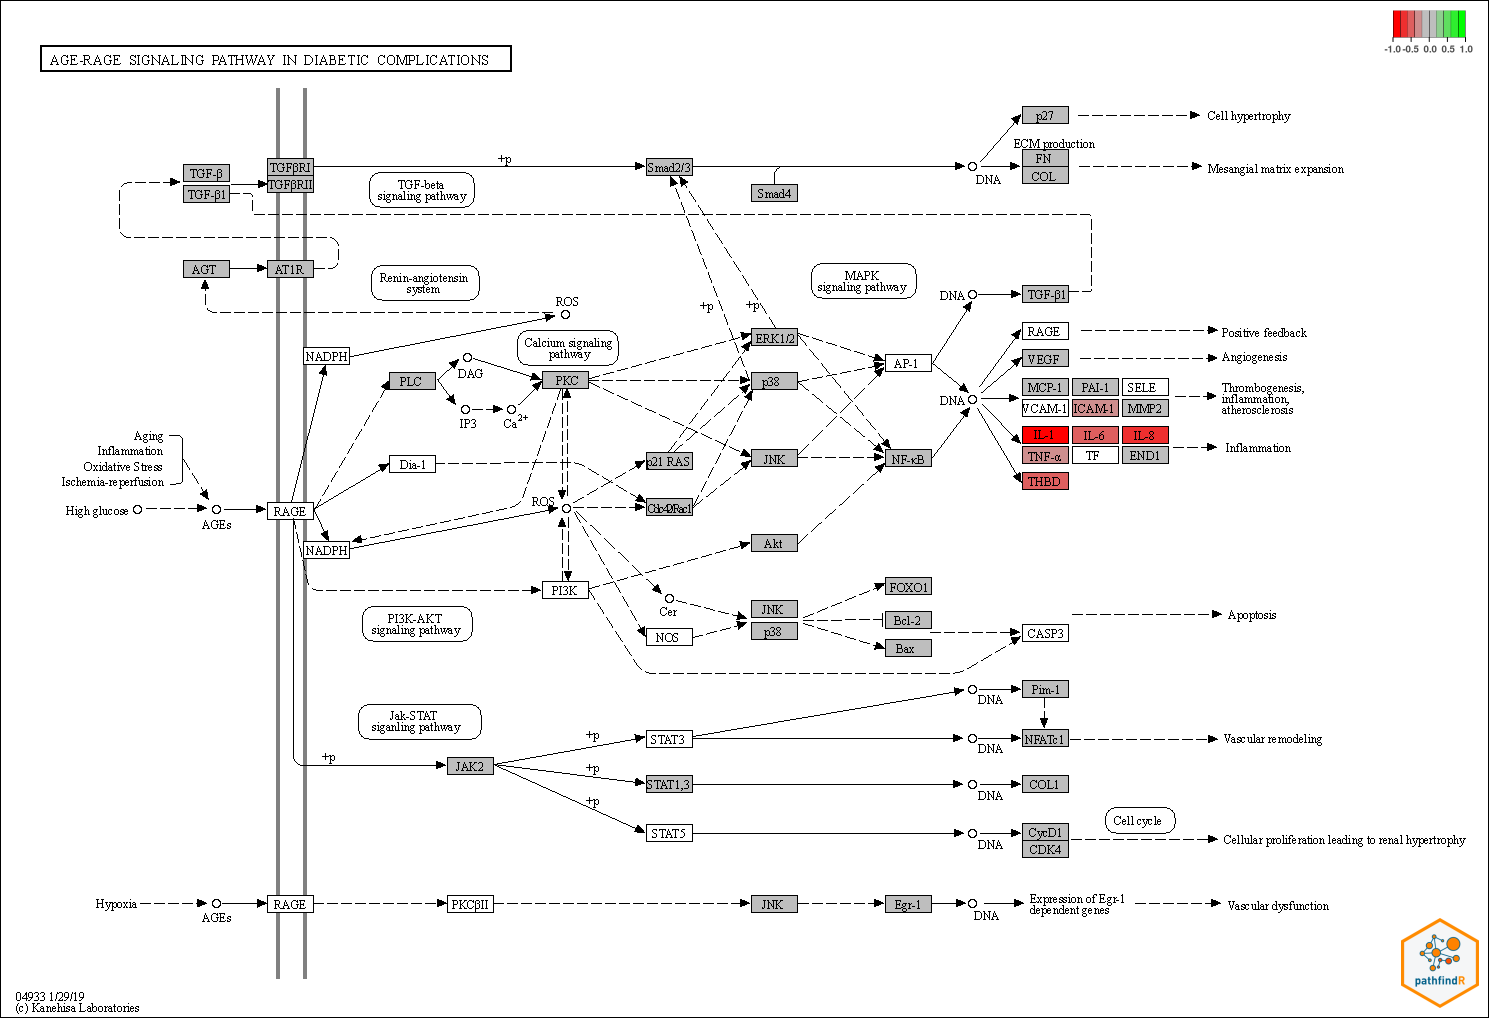 -1.0 -0.5 0.0 0.5 1.0
AGE-RAGE SIGNALING PATHWAY IN DIABETIC COMPLICATIONS
p27
Cell hypertrophy
ECM production
FN
COL
Mesangial matrix expansion
TGF-β
TGF-β1
TGFβRI
TGFβRII
+p
TGF-beta
signaling pathway
Smad2/3
Smad4
DNA
AGT
AT1R
Renin-angiotensin
system
MAPK
signaling pathway
DNA
TGF-β1
ROS
+p
+p
NADPH
Calcium signaling
pathway
ERK1/2
RAGE
Positive feedback
AP-1
VEGF
Angiogenesis
PLC
DAG
PKC
p38
MCP-1
PAI-1
SELE
Thrombogenesis,
inflammation,
atherosclerosis
IP3
Ca2+
DNA
VCAM-1
ICAM-1
MMP2
Aging
Inflammation
Oxidative Stress
Ischemia-reperfusion
IL-1
IL-6
IL-8
Inflammation
Dia-1
p21 RAS
JNK
NF-κB
TNF-α
TF
END1
THBD
High glucose
AGEs
RAGE
ROS
Cdc42/Rac1
NADPH
Akt
PI3K
Cer
FOXO1
PI3K-AKT
signaling pathway
NOS
JNK
p38
Bcl-2
Bax
CASP3
Apoptosis
Jak-STAT
siganling pathway
DNA
Pim-1
+p
+p
STAT3
DNA
NFATc1
Vascular remodeling
JAK2
+p
STAT1,3
DNA
COL1
+p
STAT5
DNA
CycD1
CDK4
Cell cycle
Cellular proliferation leading to renal hypertrophy
Hypoxia
AGEs
RAGE
PKCβII
JNK
Egr-1
DNA
Expression of Egr-1
dependent genes
Vascular dysfunction
pathfindR
04933 1/29/19
(c) Kanehisa Laboratories